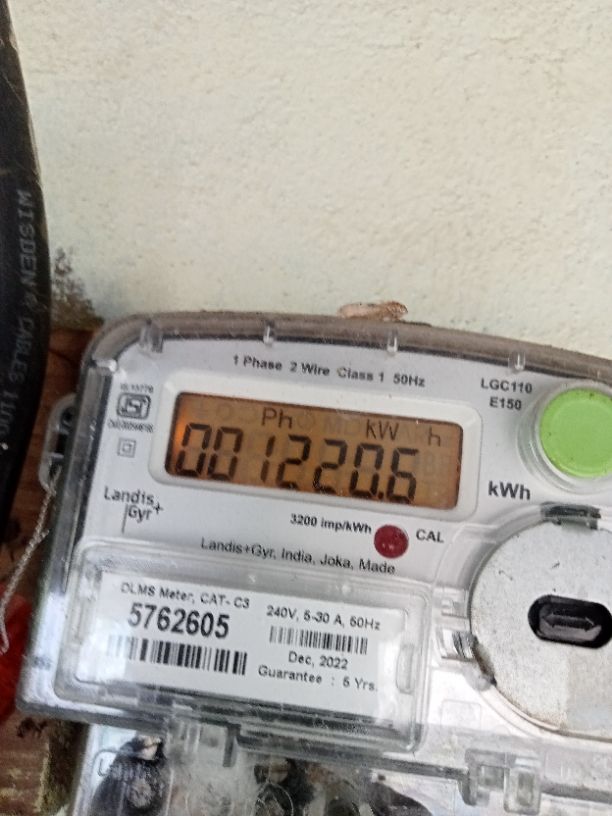 WISDEN CABLES 1100
1 Phase 2 Wire Class 1 50Hz
LGC110
E150
Ph kW h
001220.6
kWh
Landis
Gyr+
3200 imp/kWh
CAL
Landis+Gyr, India, Joka, Made
DLMS Meter, CAT- C3
5762605
240V, 5-30 A, 50Hz
Dec, 2022
Guarantee : 5 Yrs.